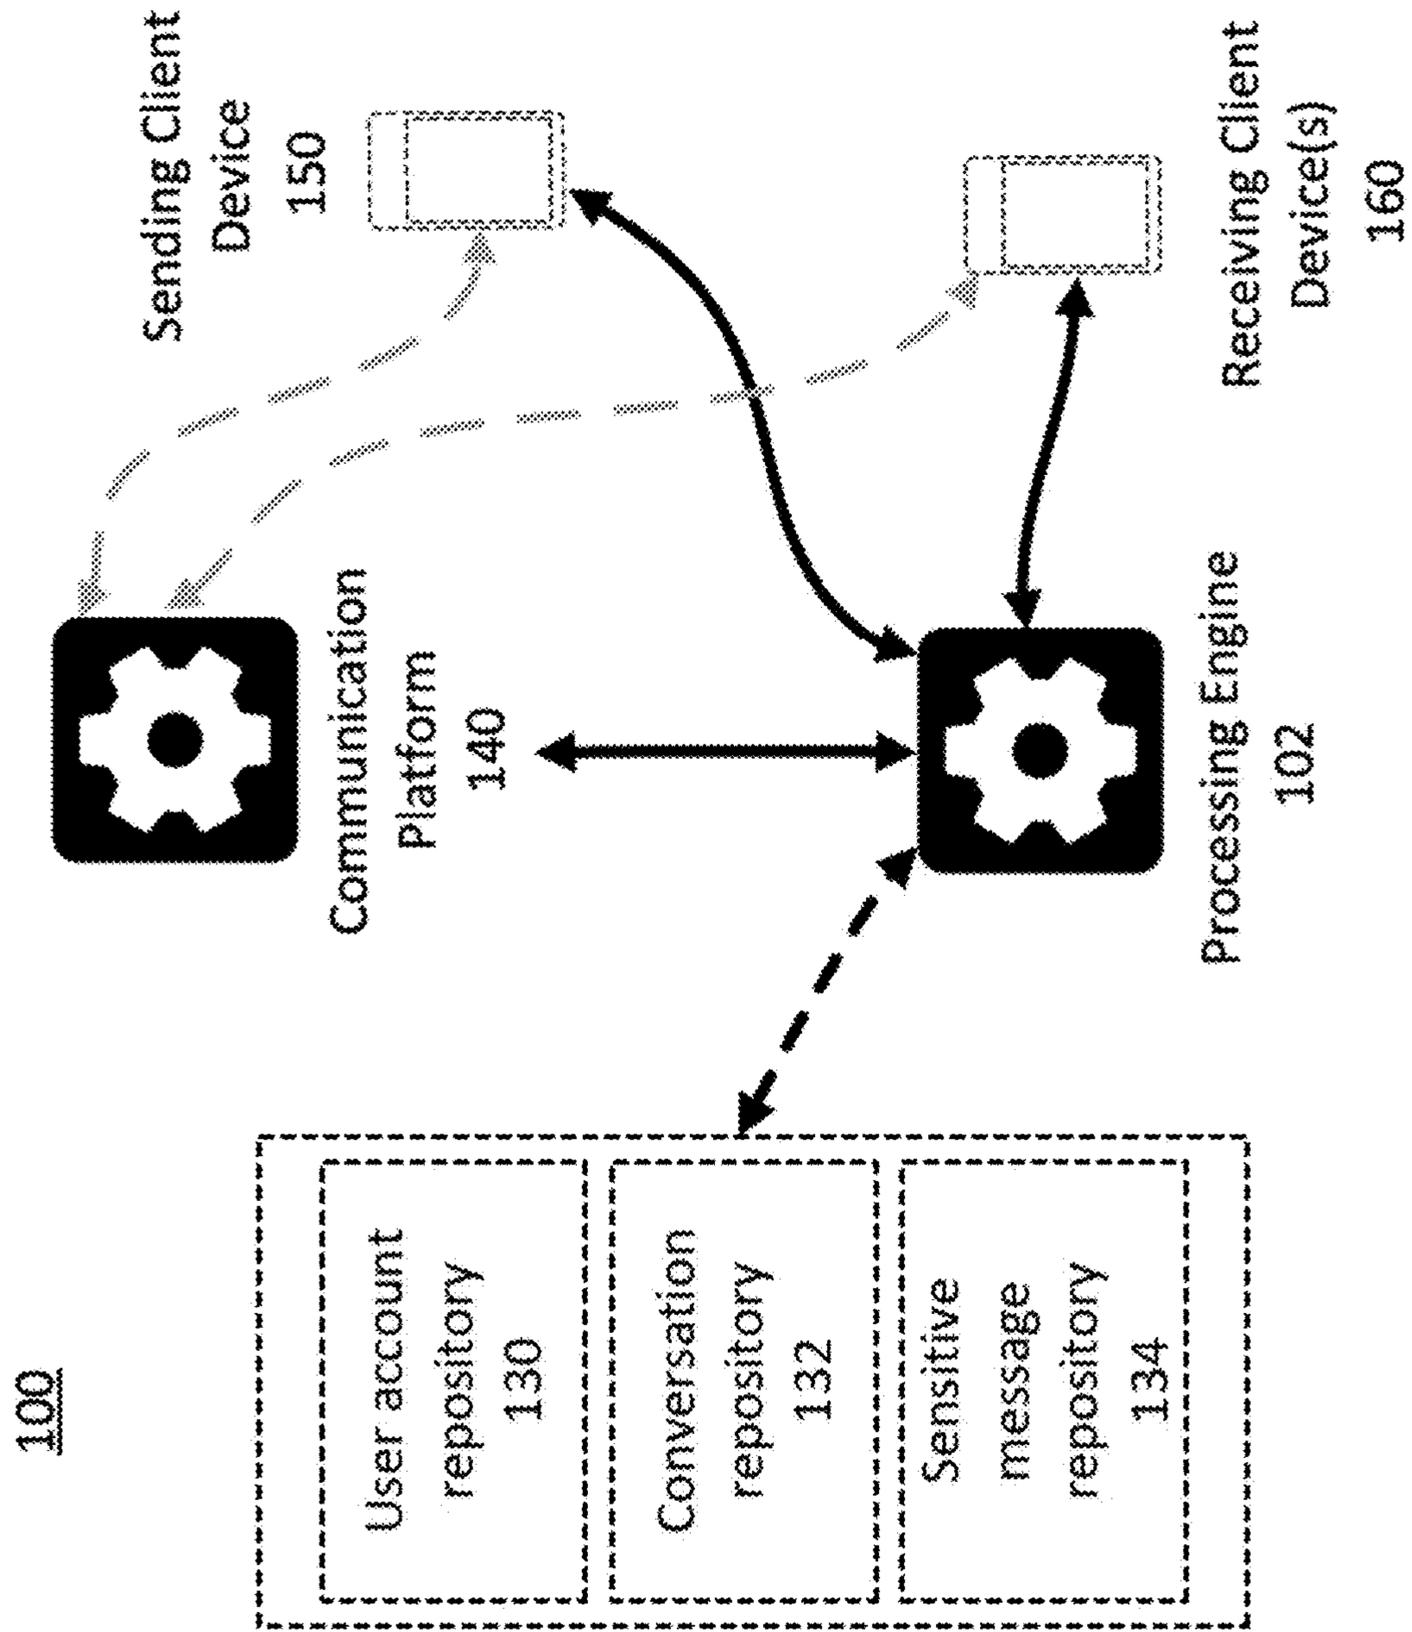 100
User account
repository
130
Conversation
repository
132
Sensitive
message
repository
134
Communication
Platform
140
Processing Engine
102
Sending Client
Device
150
Receiving Client
Device(s)
160